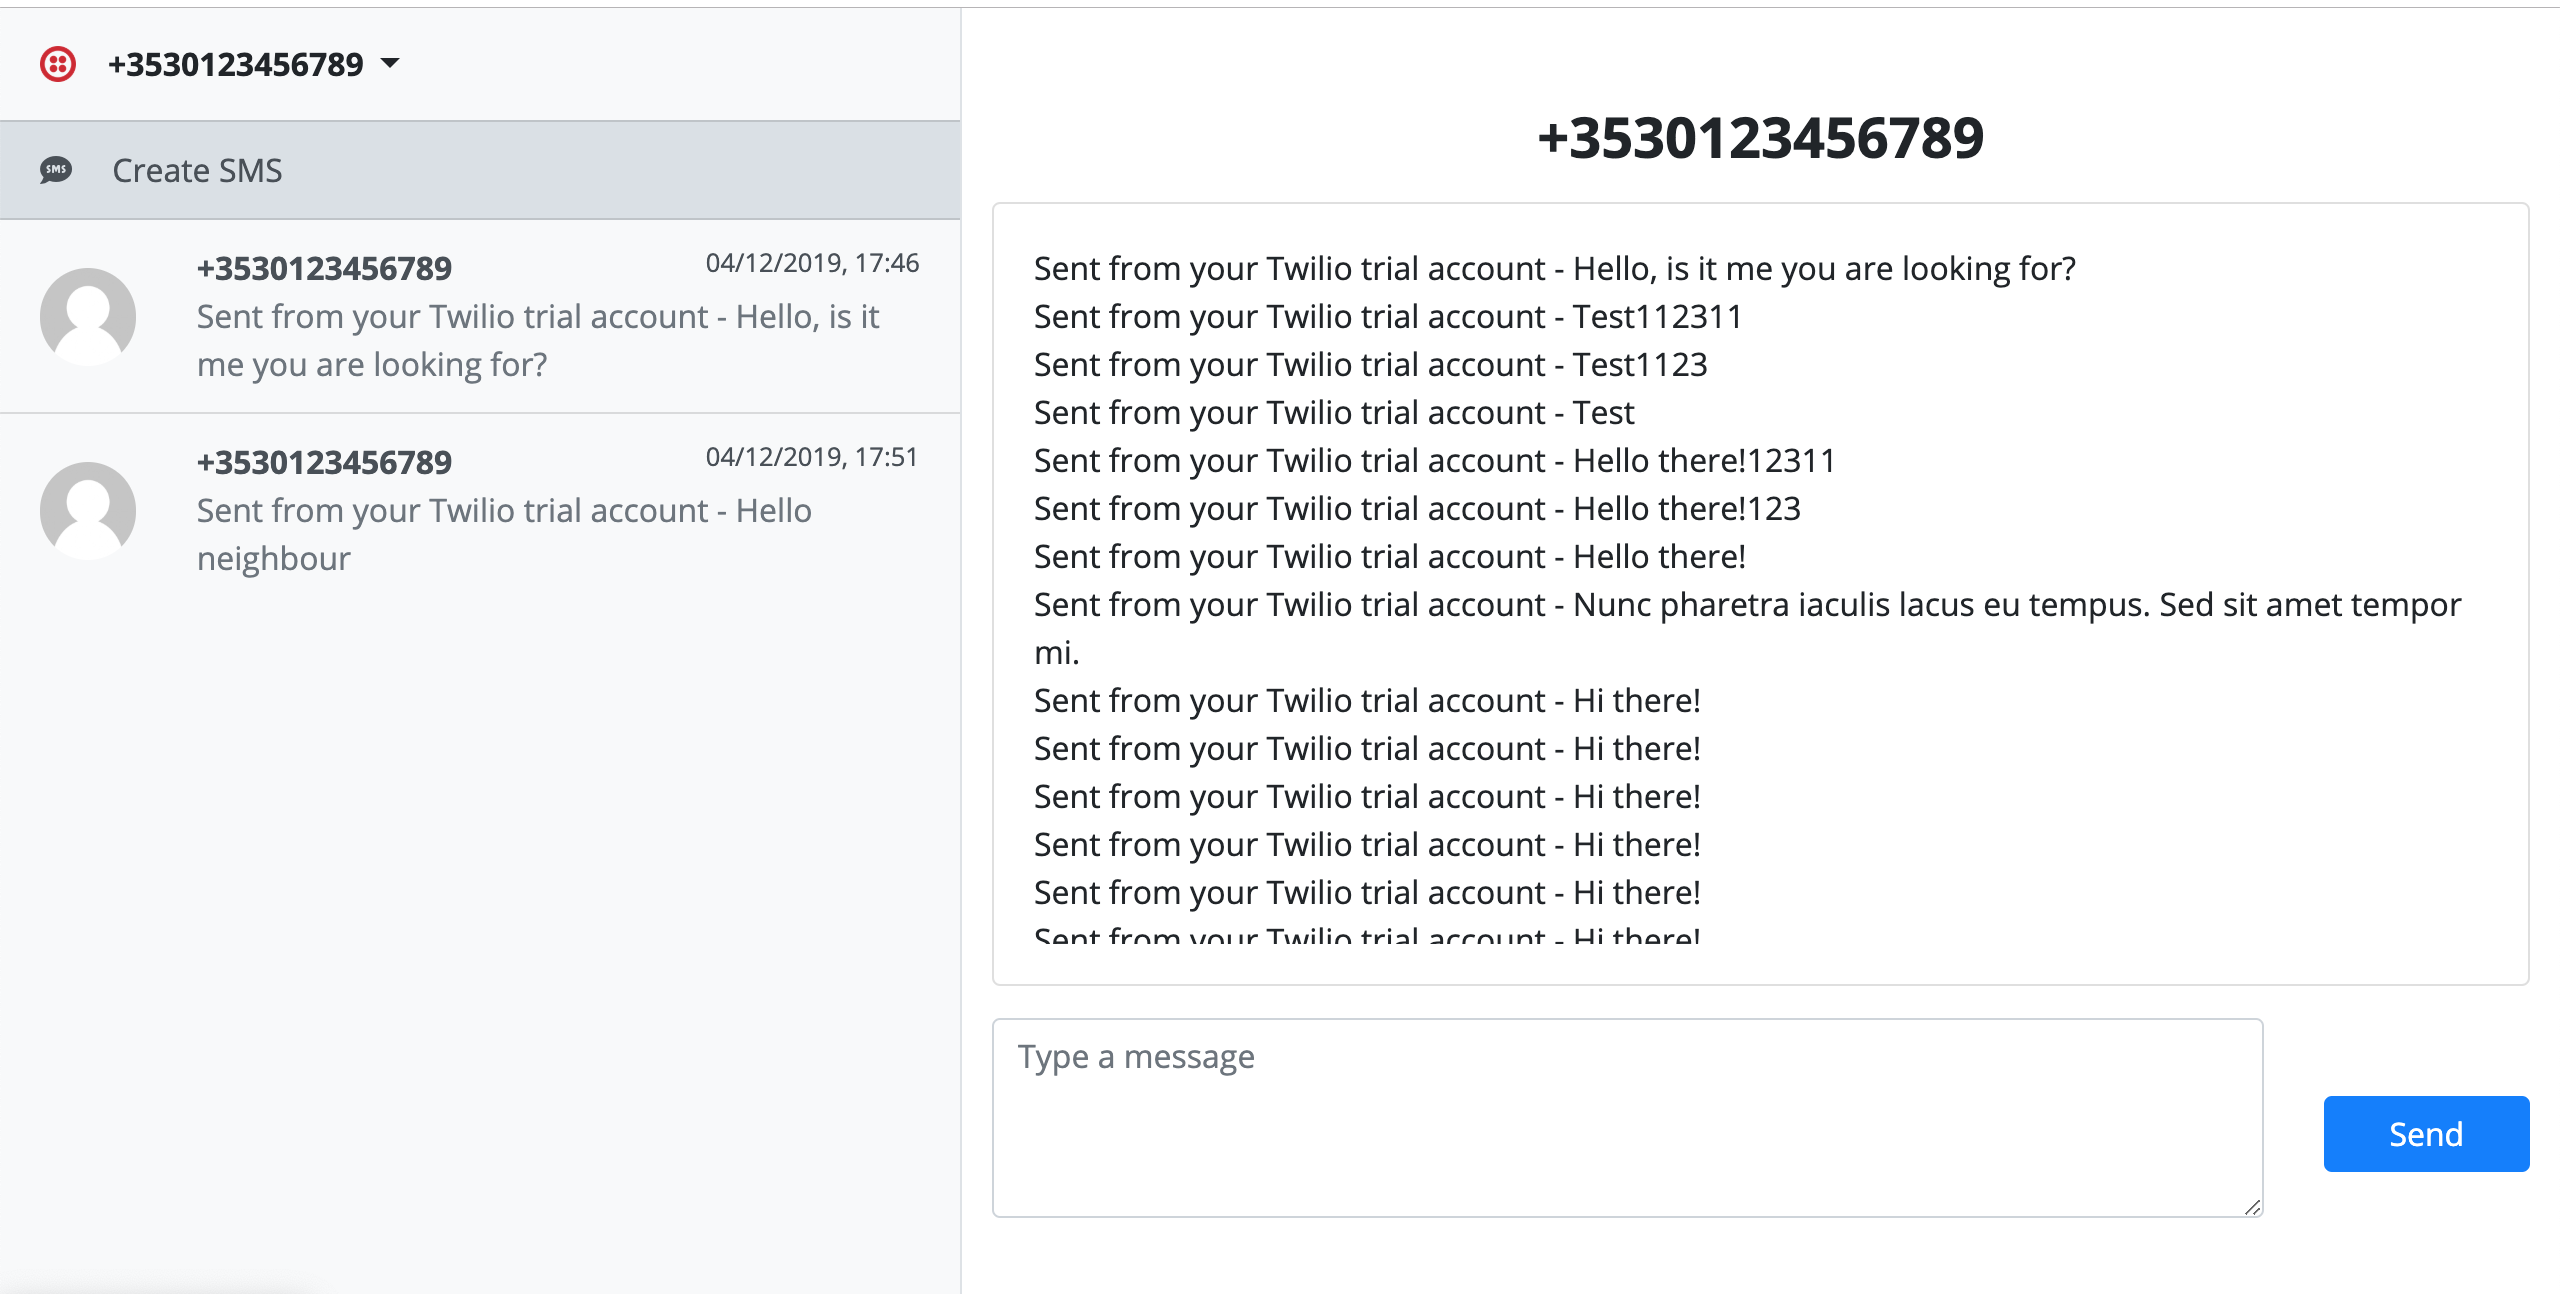 +3530123456789
SMS Create SMS
+3530123456789 04/12/2019, 17:46
Sent from your Twilio trial account - Hello, is it
me you are looking for?
+3530123456789 04/12/2019, 17:51
Sent from your Twilio trial account - Hello
neighbour
+3530123456789
Sent from your Twilio trial account - Hello, is it me you are looking for?
Sent from your Twilio trial account - Test112311
Sent from your Twilio trial account - Test1123
Sent from your Twilio trial account - Test
Sent from your Twilio trial account - Hello there!12311
Sent from your Twilio trial account - Hello there!123
Sent from your Twilio trial account - Hello there!
Sent from your Twilio trial account - Nunc pharetra iaculis lacus eu tempus. Sed sit amet tempor
mi.
Sent from your Twilio trial account - Hi there!
Sent from your Twilio trial account - Hi there!
Sent from your Twilio trial account - Hi there!
Sent from your Twilio trial account - Hi there!
Sent from your Twilio trial account - Hi there!
Sent from your Twilio trial account - Hi there!
Type a message
Send